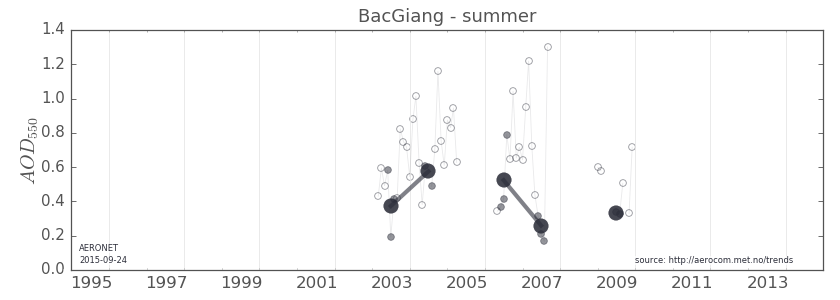 BacGiang - summer
1.4
1.2
1.0
0.8
0.6
0.4
0.2
0.0
AOD550
AERONET
2015-09-24
source: http://aerocom.met.no/trends
1995 1997 1999 2001 2003 2005 2007 2009 2011 2013